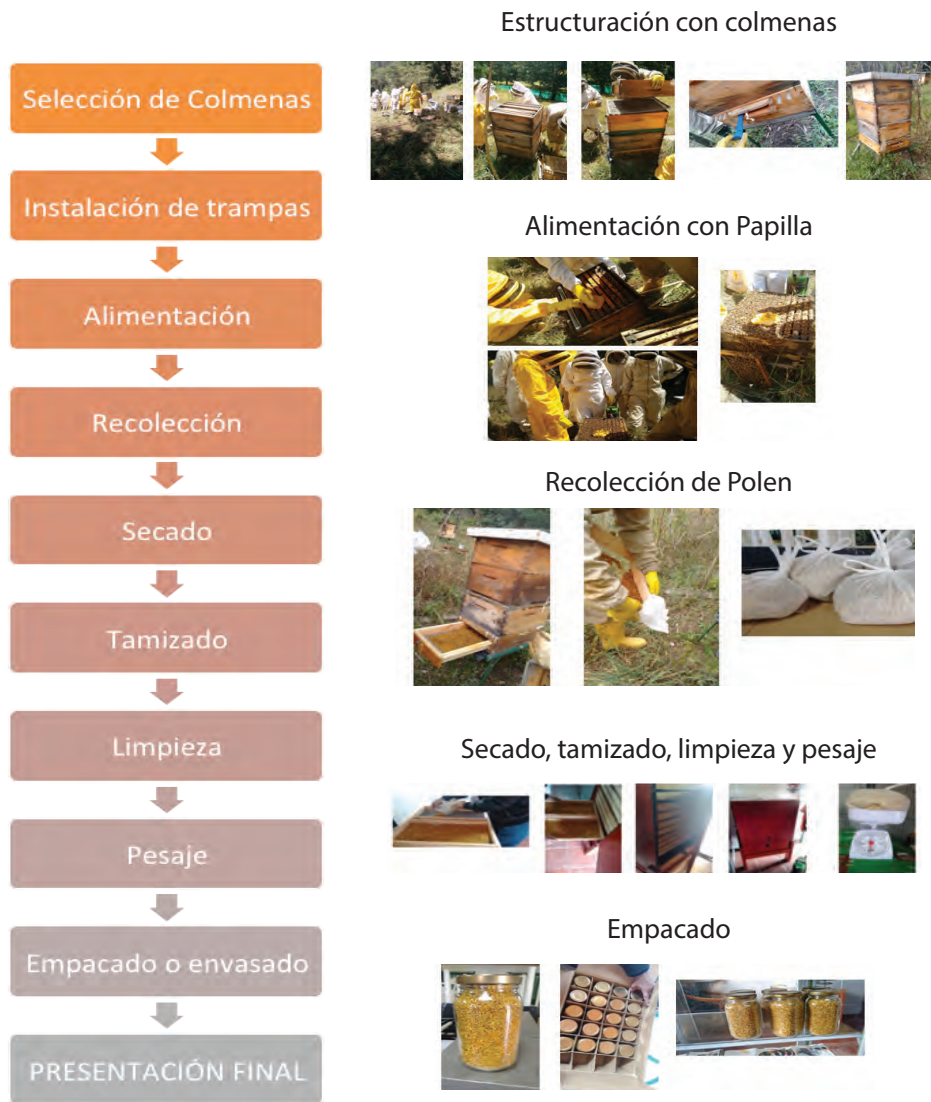 Selección de Colmenas
Instalación de trampas
Alimentación
Recolección
Secado
Tamizado
Limpieza
Pesaje
Empacado o envasado
PRESENTACIÓN FINAL
Estructuración con colmenas
Alimentación con Papilla
Recolección de Polen
Secado, tamizado, limpieza y pesaje
Empacado